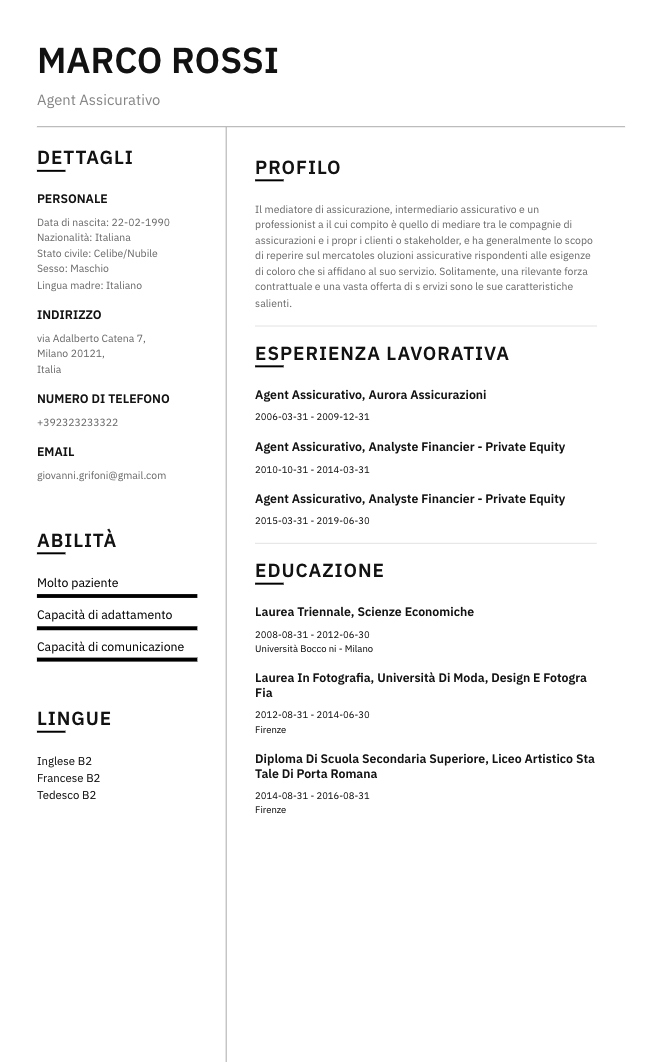 MARCO ROSSI
Agent Assicurativo
DETTAGLI
PERSONALE
Data di nascita: 22-02-1990
Nazionalità: Italiana
Stato civile: Celibe/Nubile
Sesso: Maschio
Lingua madre: Italiano
INDIRIZZO
via Adalberto Catena 7,
Milano 20121,
Italia
NUMERO DI TELEFONO
+392323233322
EMAIL
giovanni.grifoni@gmail.com
ABILITÀ
Molto paziente
Capacità di adattamento
Capacità di comunicazione
LINGUE
Inglese B2
Francese B2
Tedesco B2
PROFILO
Il mediatore di assicurazione, intermediario assicurativo e un
professionist a il cui compito è quello di mediare tra le compagnie di
assicurazioni e i propr i clienti o stakeholder, e ha generalmente lo scopo
di reperire sul mercatoles oluzioni assicurative rispondenti alle esigenze
di coloro che si affidano al suo servizio. Solitamente, una rilevante forza
contrattuale e una vasta offerta di s ervizi sono le sue caratteristiche
salienti.
ESPERIENZA LAVORATIVA
Agent Assicurativo, Aurora Assicurazioni
2006-03-31 - 2009-12-31
Agent Assicurativo, Analyste Financier - Private Equity
2010-10-31 - 2014-03-31
Agent Assicurativo, Analyste Financier - Private Equity
2015-03-31 - 2019-06-30
EDUCAZIONE
Laurea Triennale, Scienze Economiche
2008-08-31 - 2012-06-30
Università Bocco ni - Milano
Laurea In Fotografia, Università Di Moda, Design E Fotogra
Fia
2012-08-31 - 2014-06-30
Firenze
Diploma Di Scuola Secondaria Superiore, Liceo Artistico Sta
Tale Di Porta Romana
2014-08-31 - 2016-08-31
Firenze